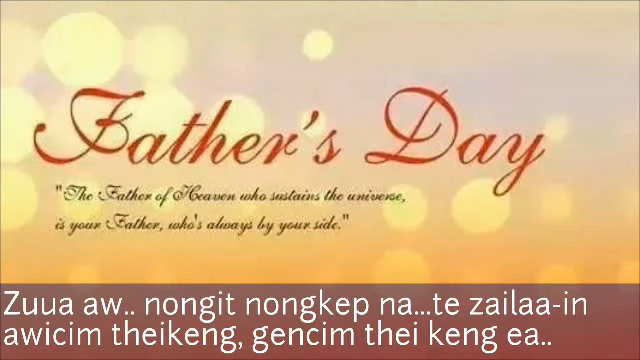 Father's Day
"The Father of Heaven who sustains the universe,
is your Father, who's always by your side."
Zuua aw.. nongit nongkep na...te zailaa-in
awicim theikeng, gencim thei keng ea..